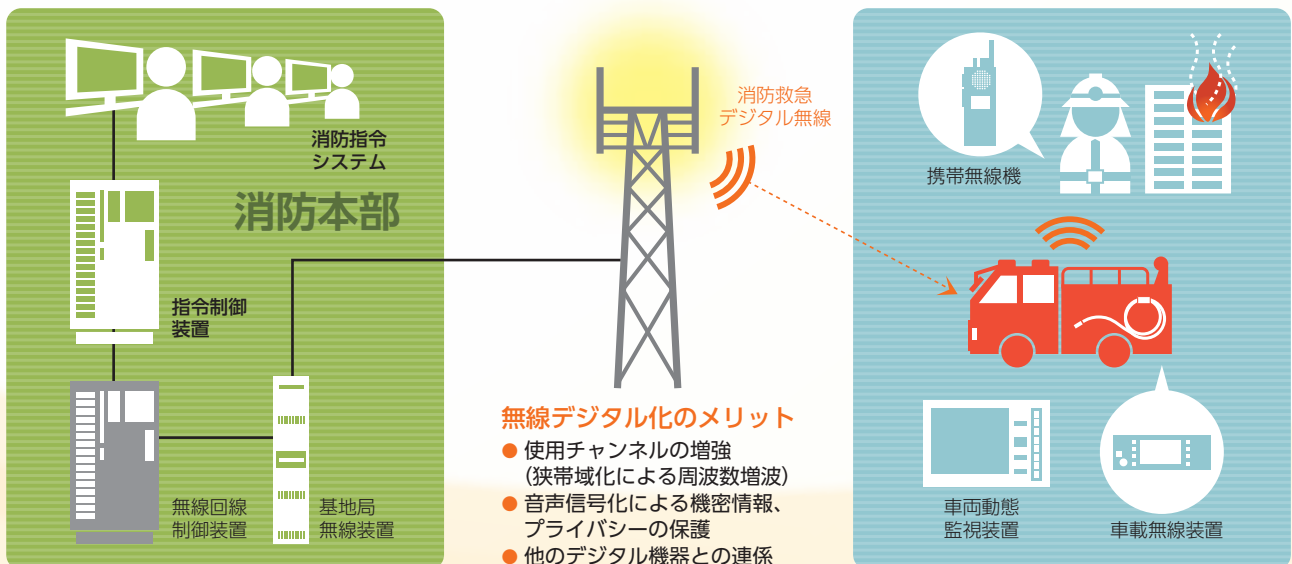 消防指令
システム
消防本部
指令制御
装置
無線回線
制御装置
基地局
無線装置
消防救急
デジタル無線
無線デジタル化のメリット
● 使用チャンネルの増強
(狭帯域化による周波数増波)
● 音声信号化による機密情報、
プライバシーの保護
● 他のデジタル機器との連係
携帯無線機
車両動態
監視装置
車載無線装置